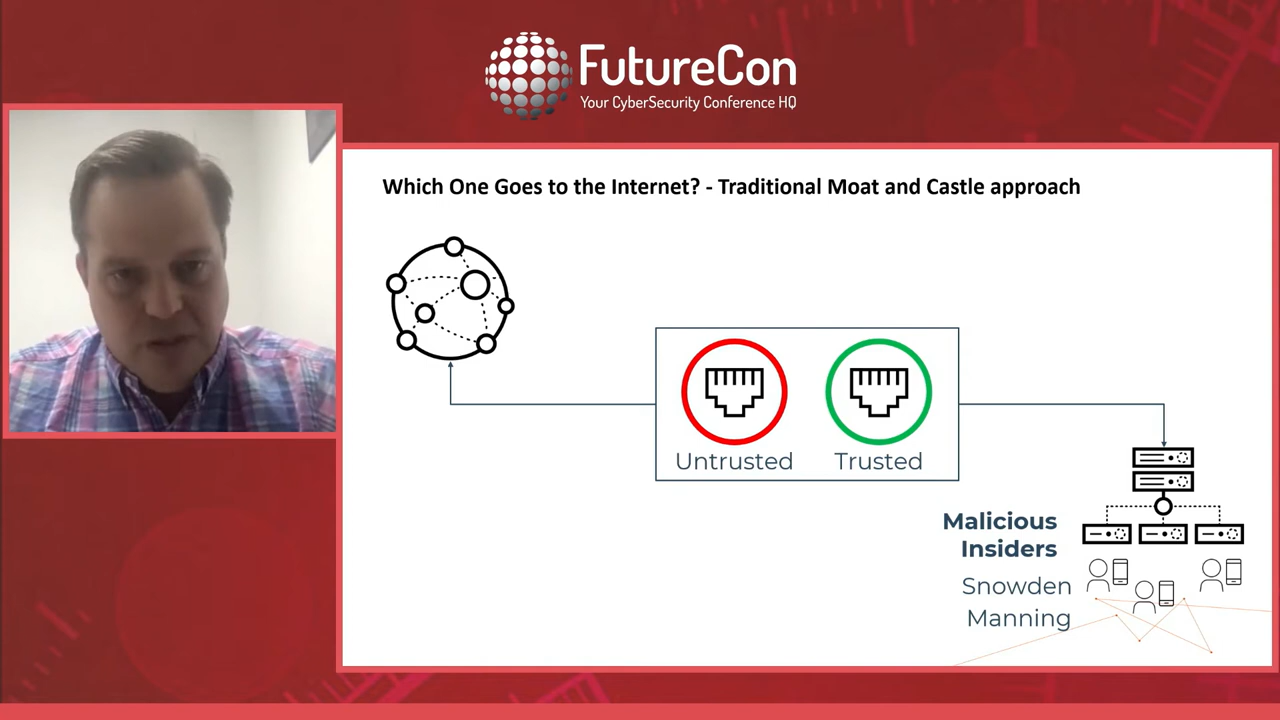 FutureCon
Your CyberSecurity Conference HQ
Which One Goes to the Internet? - Traditional Moat and Castle approach
Untrusted
Trusted
Malicious
Insiders
Snowden
Manning